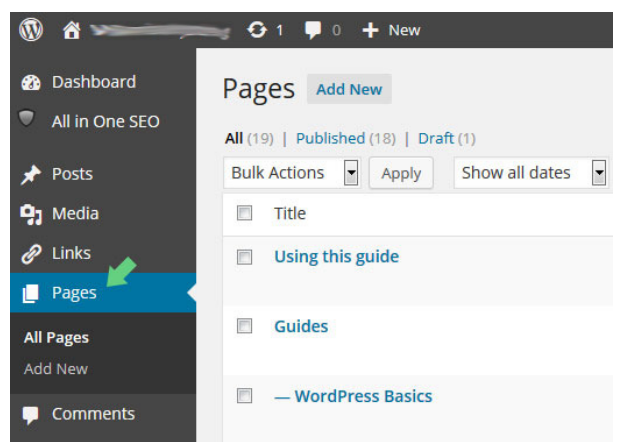 1 0 + New
Dashboard
All in One SEO
Posts
Media
Links
Pages
All Pages
Add New
Comments
Pages Add New
All (19) | Published (18) | Draft (1)
Bulk Actions Apply Show all dates
Title
Using this guide
Guides
— WordPress Basics